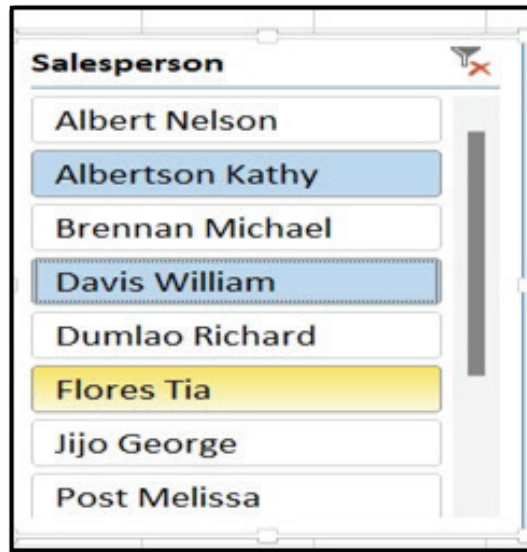 Salesperson
Albert Nelson
Albertson Kathy
Brennan Michael
Davis William
Dumlao Richard
Flores Tia
Jijo George
Post Melissa